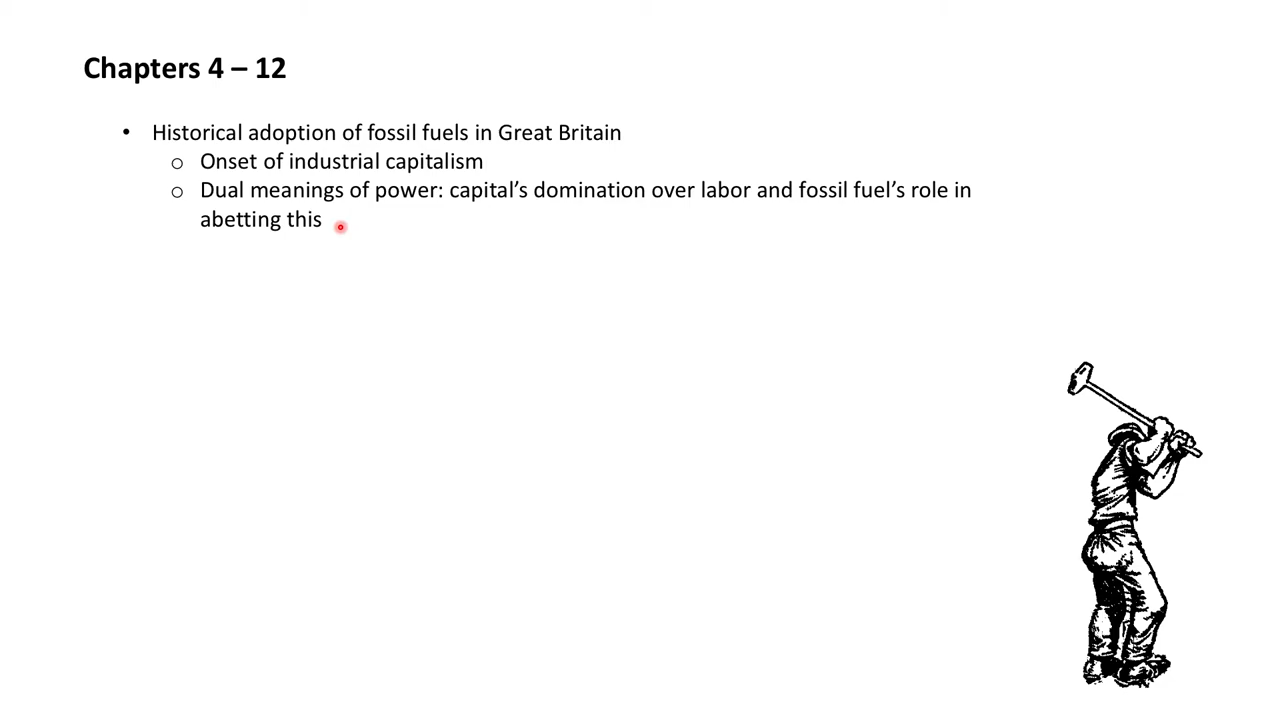 Chapters 4 – 12
• Historical adoption of fossil fuels in Great Britain
o Onset of industrial capitalism
o Dual meanings of power: capital’s domination over labor and fossil fuel’s role in
abetting this